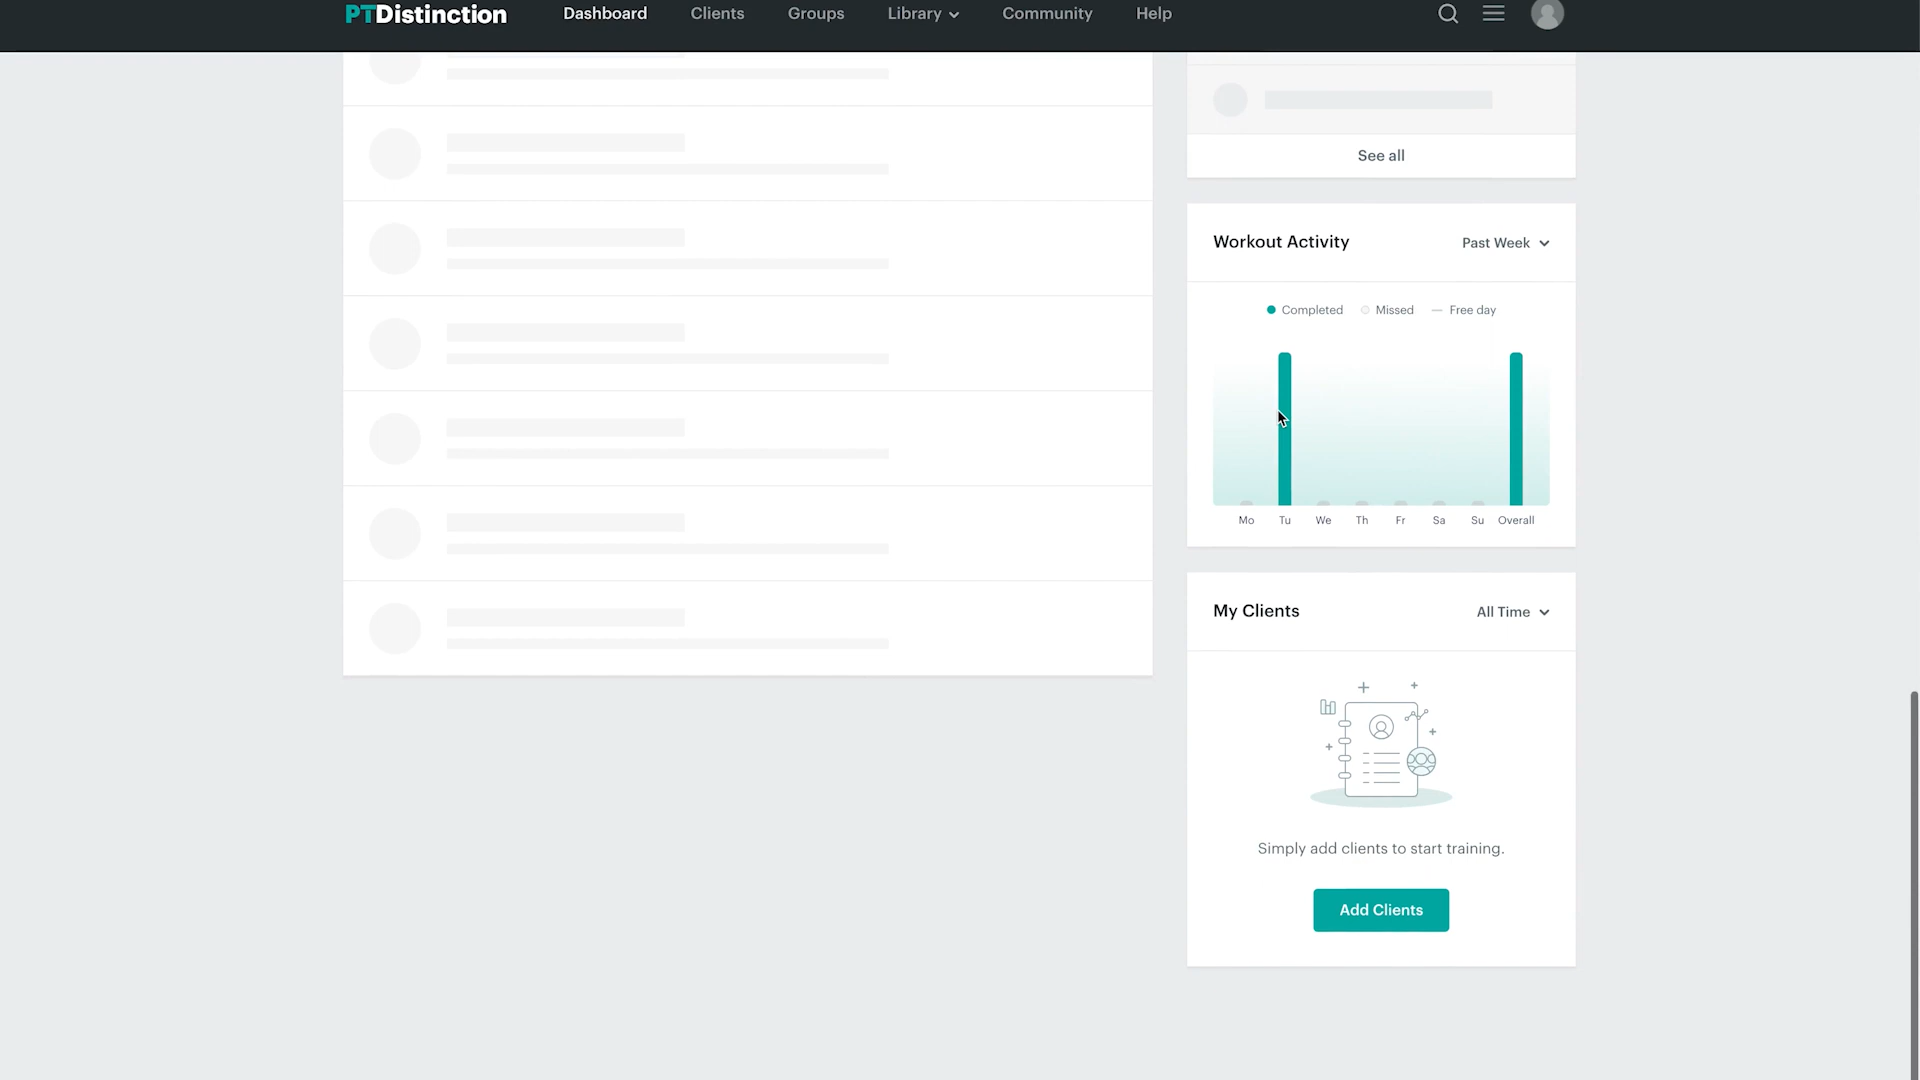 PTDistinction Dashboard Clients Groups Library Community Help
See all
Workout Activity Past Week
Completed Missed Free day
Mo Tu We Th Fr Sa Su Overall
My Clients All Time
Simply add clients to start training.
Add Clients